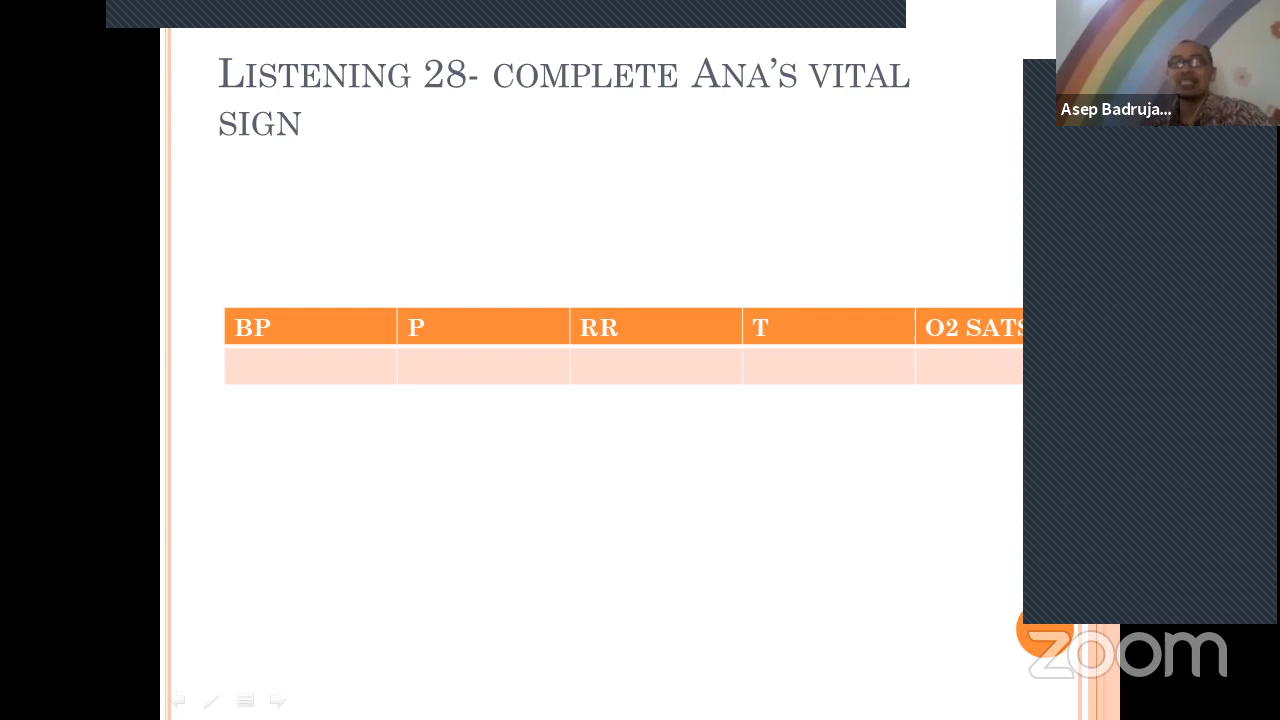 Listening 28- complete Ana's vital
sign
Asep Badruja...
BP P RR T O2 SATS
zoom